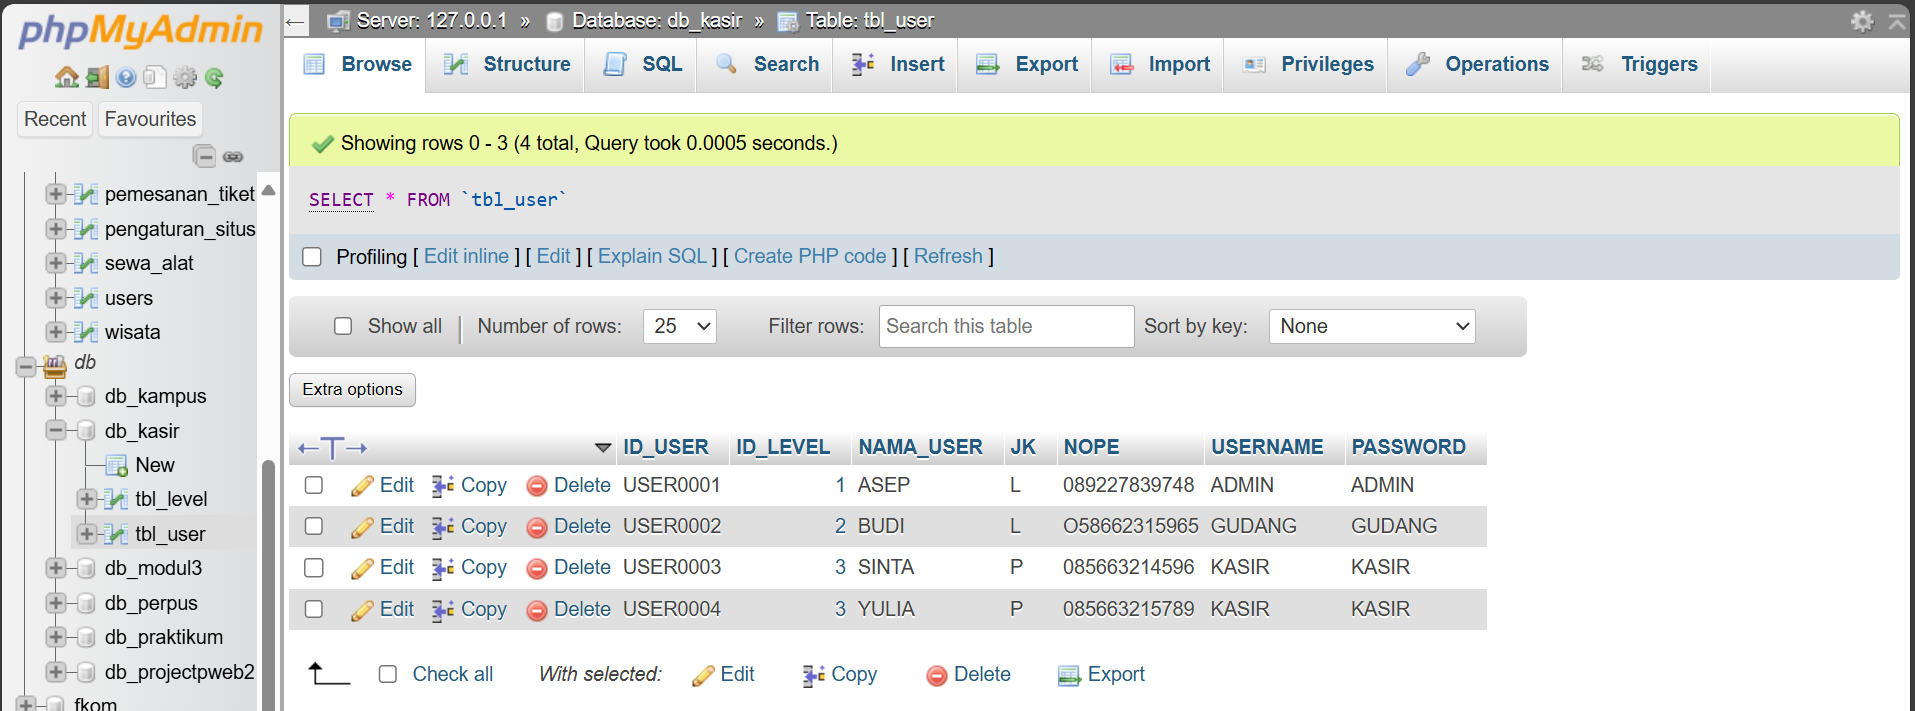 phpMyAdmin
Recent Favourites
pemesanan_tiket
pengaturan_situs
sewa_alat
users
wisata
db
db_kampus
db_kasir
New
tbl_level
tbl_user
db_modul3
db_perpus
db_praktikum
db_projectpweb2
fkom
Server: 127.0.0.1 » Database: db_kasir » Table: tbl_user
Browse Structure SQL Search Insert Export Import Privileges Operations Triggers
Showing rows 0 - 3 (4 total, Query took 0.0005 seconds.)
SELECT * FROM `tbl_user`
Profiling [ Edit inline ] [ Edit ] [ Explain SQL ] [ Create PHP code ] [ Refresh ]
Show all | Number of rows: 25 Filter rows: Search this table Sort by key: None
Extra options
←T→ ID_USER ID_LEVEL NAMA_USER JK NOPE USERNAME PASSWORD
Edit Copy Delete USER0001 1 ASEP L 089227839748 ADMIN ADMIN
Edit Copy Delete USER0002 2 BUDI L O58662315965 GUDANG GUDANG
Edit Copy Delete USER0003 3 SINTA P 085663214596 KASIR KASIR
Edit Copy Delete USER0004 3 YULIA P 085663215789 KASIR KASIR
Check all With selected: Edit Copy Delete Export